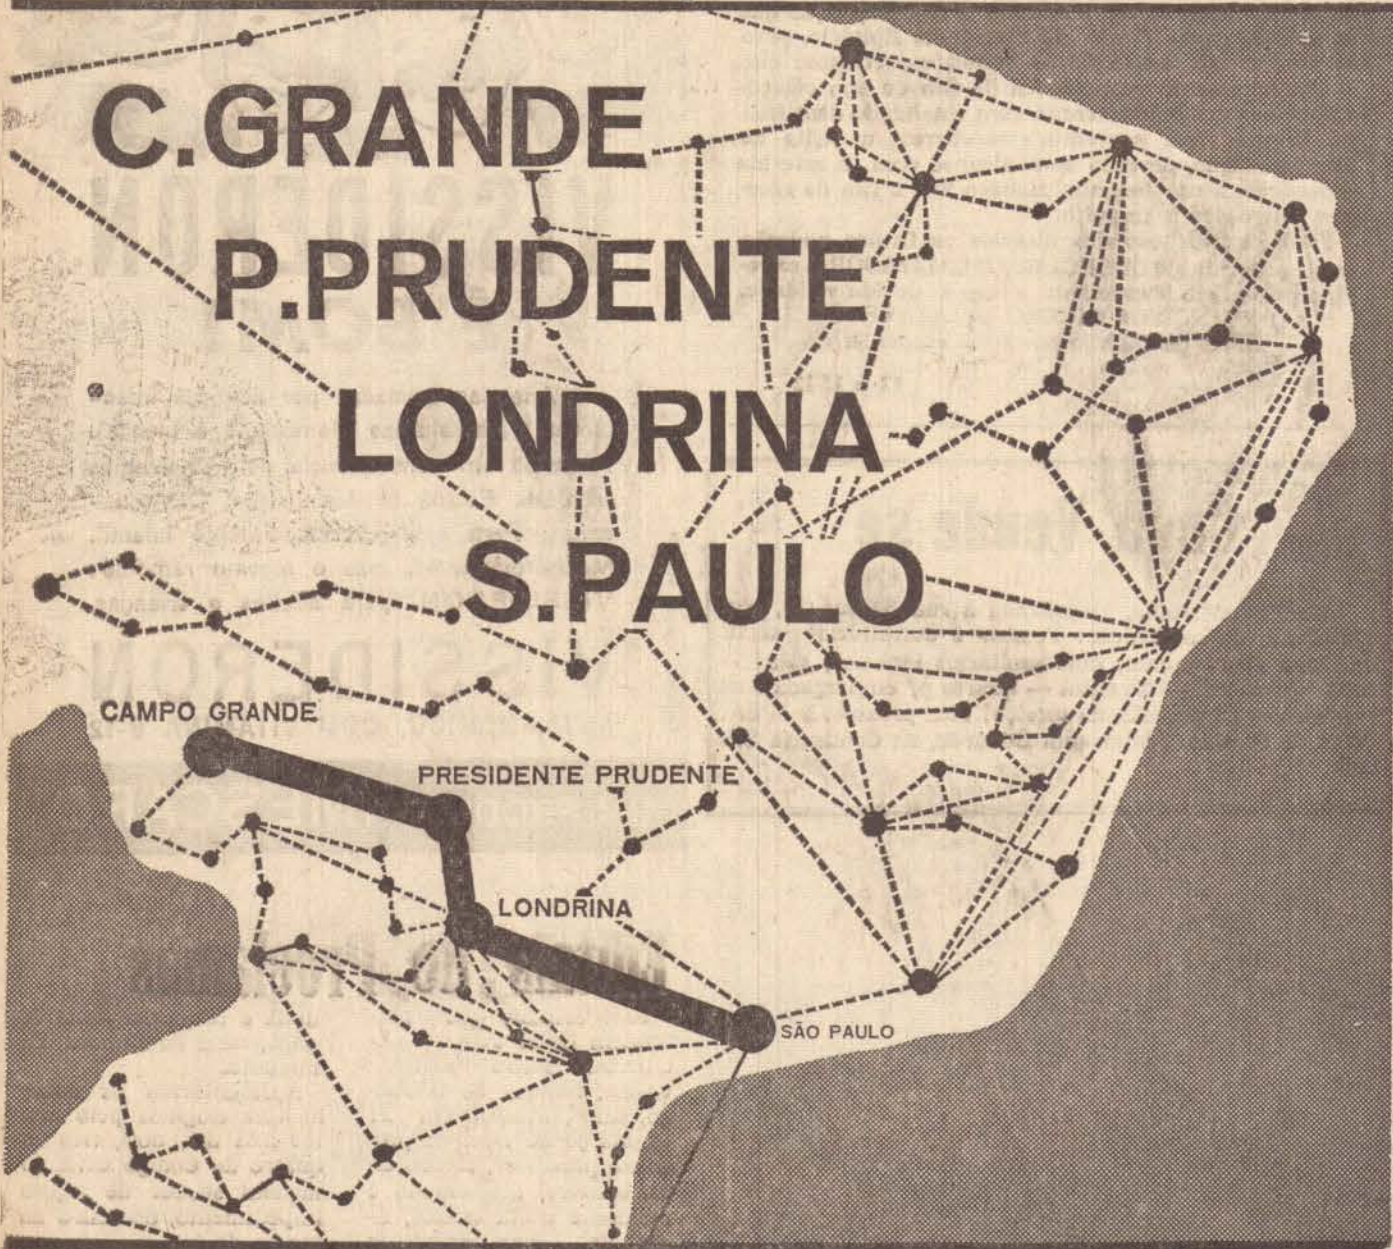 C.GRANDE
P.PRUDENTE
LONDRINA
S.PAULO
CAMPO GRANDE
PRESIDENTE PRUDENTE
LONDRINA
SÃO PAULO